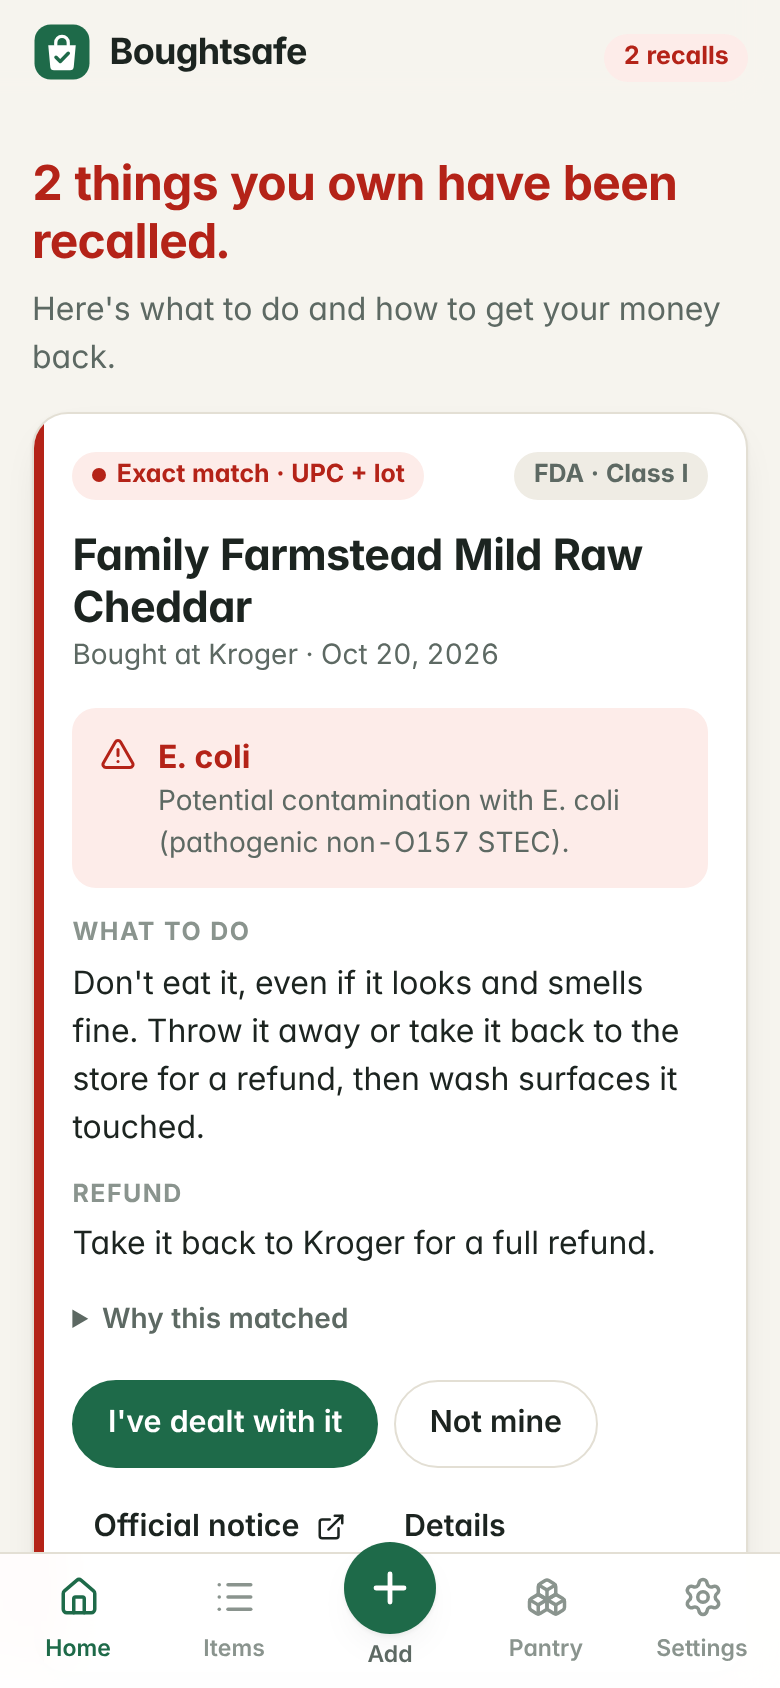 Boughtsafe
2 recalls
2 things you own have been
recalled.
Here's what to do and how to get your money
back.
Exact match · UPC + lot
FDA · Class I
Family Farmstead Mild Raw
Cheddar
Bought at Kroger · Oct 20, 2026
E. coli
Potential contamination with E. coli
(pathogenic non-O157 STEC).
WHAT TO DO
Don't eat it, even if it looks and smells
fine. Throw it away or take it back to the
store for a refund, then wash surfaces it
touched.
REFUND
Take it back to Kroger for a full refund.
Why this matched
I've dealt with it
Not mine
Official notice
Details
Home
Items
Add
Pantry
Settings